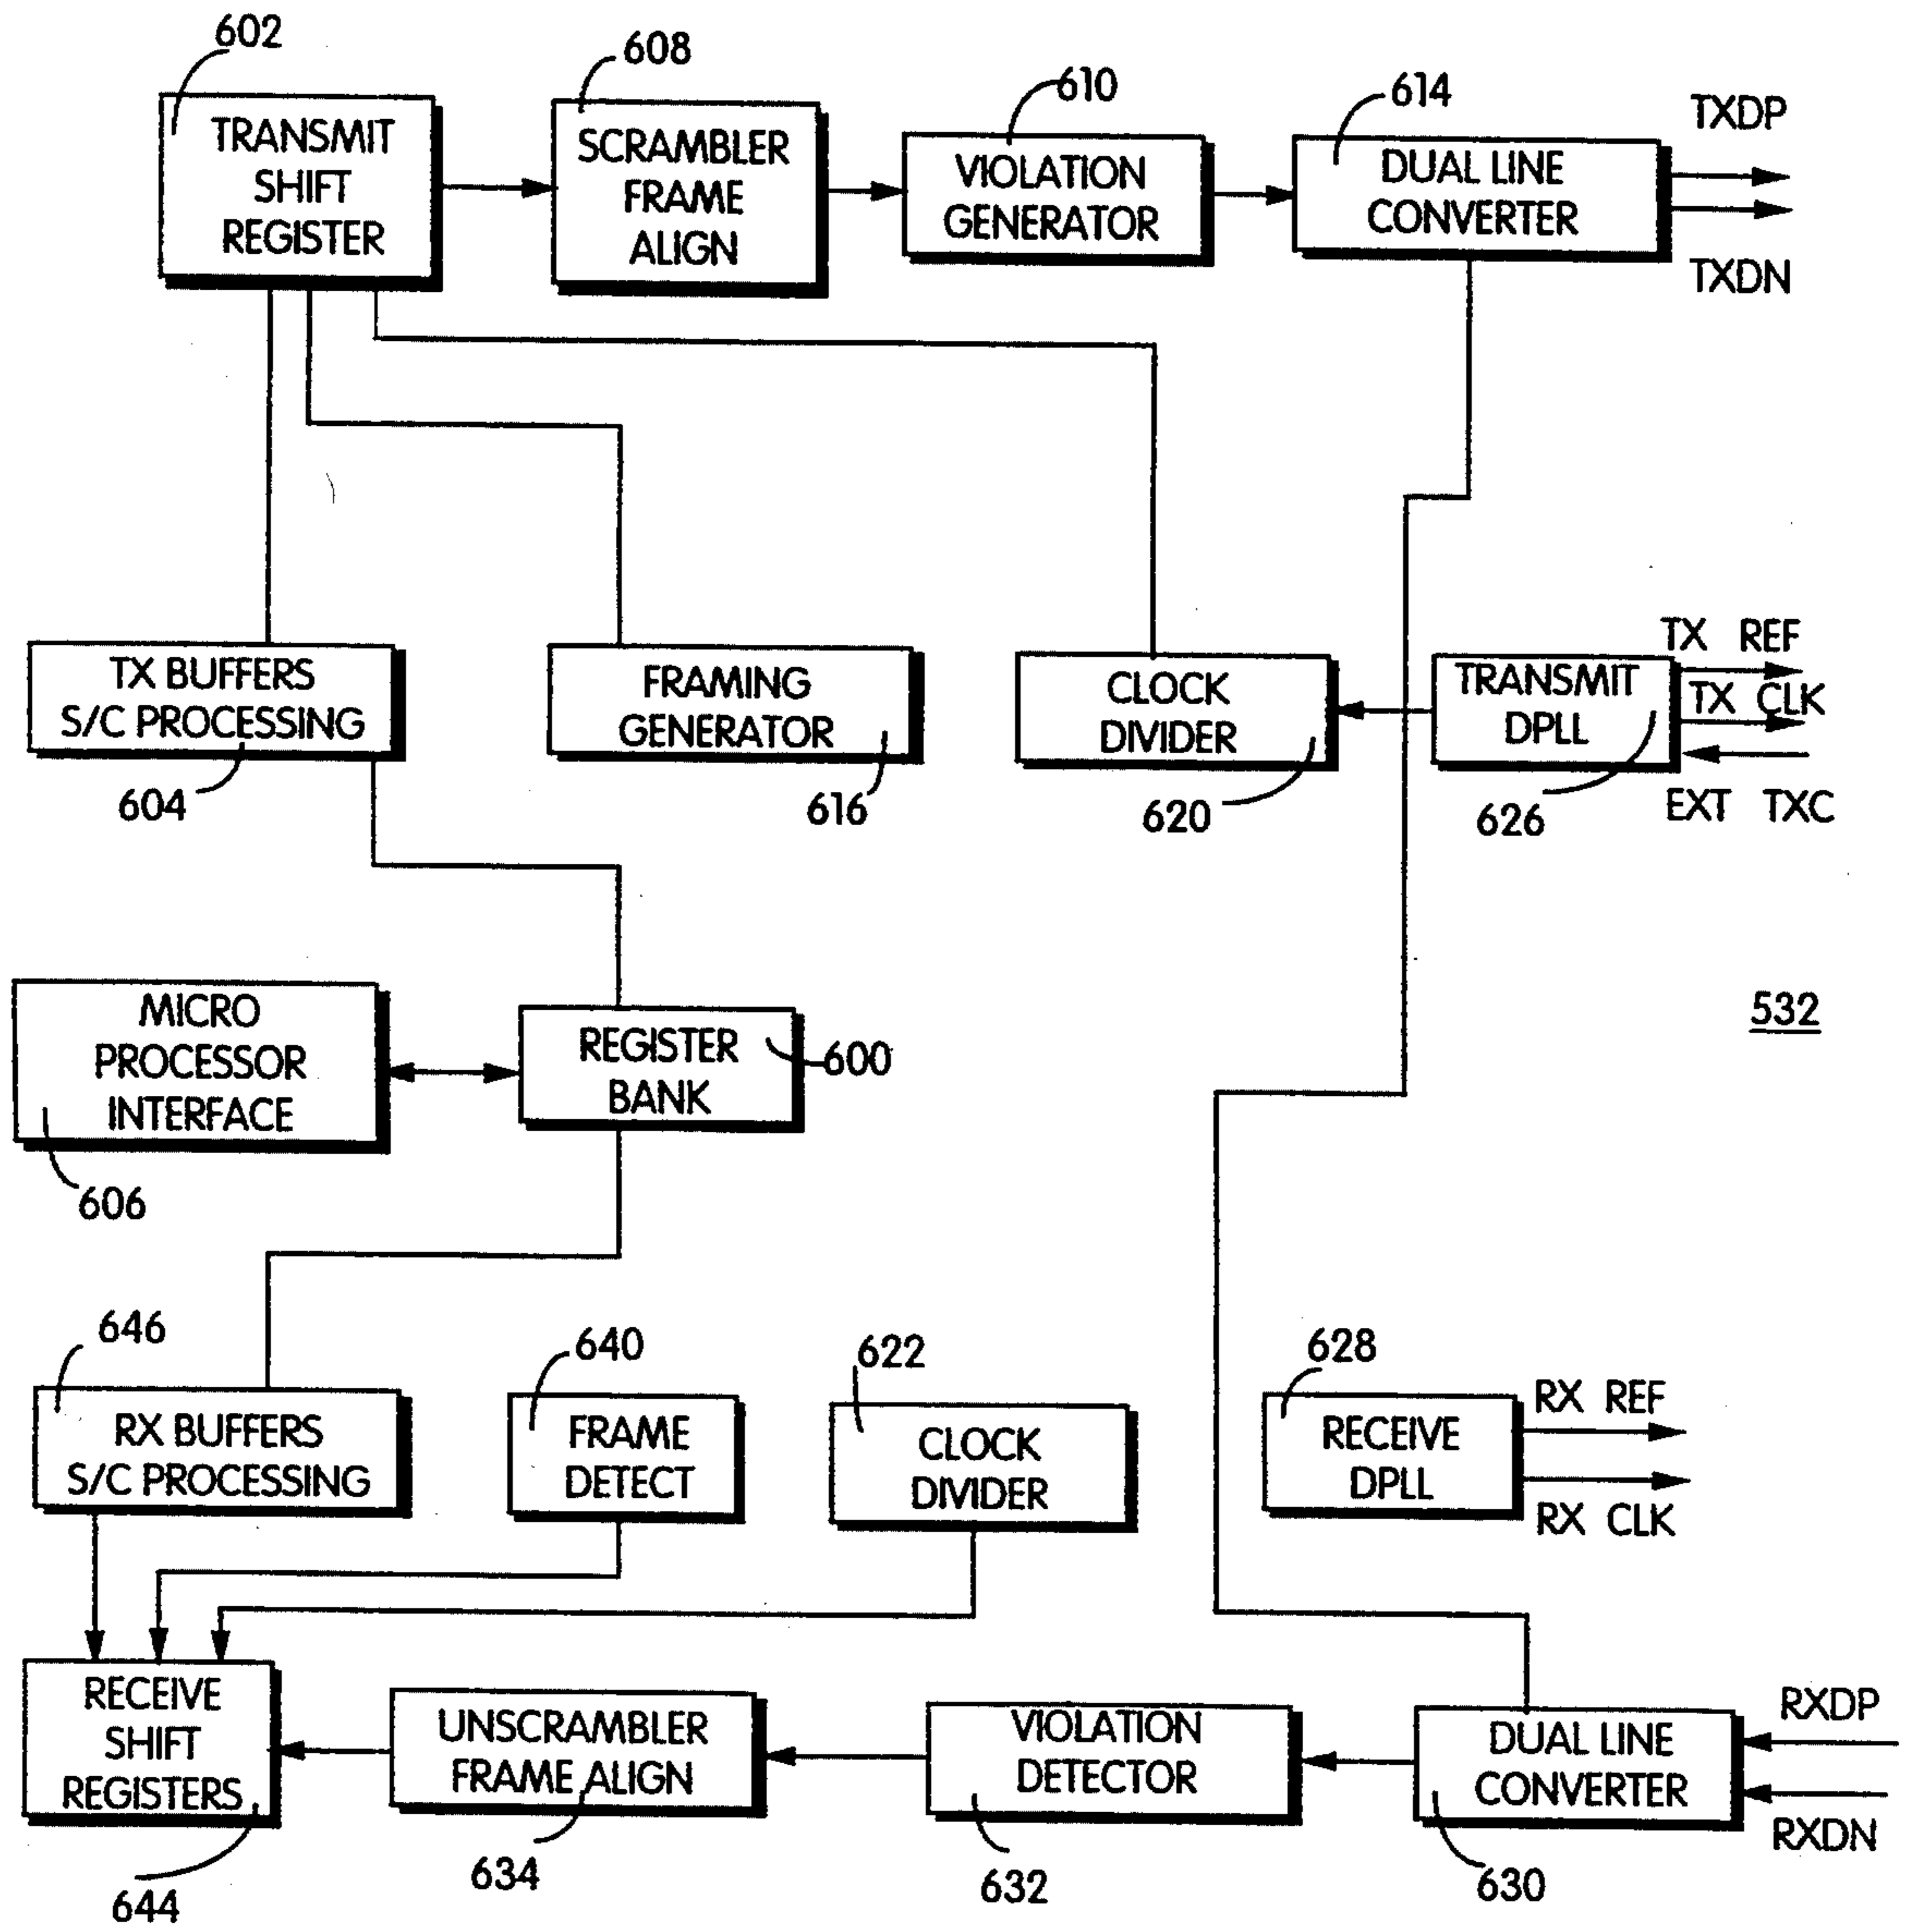 602
608
610
614
TRANSMIT
SHIFT
REGISTER
SCRAMBLER
FRAME
ALIGN
VIOLATION
GENERATOR
DUAL LINE
CONVERTER
TXDP
TXDN
TX BUFFERS
S/C PROCESSING
604
FRAMING
GENERATOR
616
CLOCK
DIVIDER
620
TRANSMIT
DPLL
626
TX REF
TX CLK
EXT TXC
MICRO
PROCESSOR
INTERFACE
606
REGISTER
BANK
600
532
646
RX BUFFERS
S/C PROCESSING
640
FRAME
DETECT
622
CLOCK
DIVIDER
628
RECEIVE
DPLL
RX REF
RX CLK
RECEIVE
SHIFT
REGISTERS
644
UNSCRAMBLER
FRAME ALIGN
634
VIOLATION
DETECTOR
632
DUAL LINE
CONVERTER
630
RXDP
RXDN